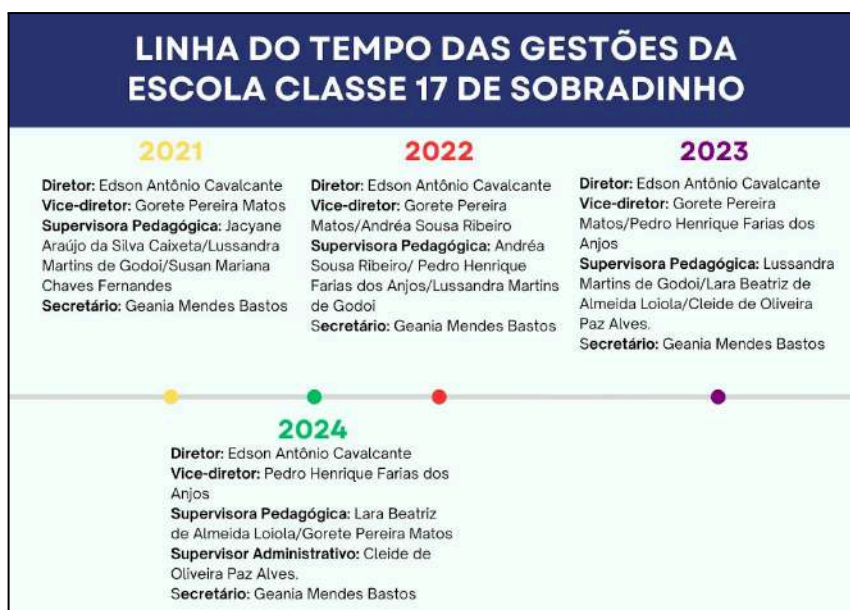 LINHA DO TEMPO DAS GESTÕES DA
ESCOLA CLASSE 17 DE SOBRADINHO
2021
Diretor: Edson Antônio Cavalcante
Vice-diretor: Gorete Pereira Matos
Supervisora Pedagógica: Jacyane
Araújo da Silva Caixeta/Lussandra
Martins de Godoi/Susan Mariana
Chaves Fernandes
Secretário: Geania Mendes Bastos
2022
Diretor: Edson Antônio Cavalcante
Vice-diretor: Gorete Pereira
Matos/Andréa Sousa Ribeiro
Supervisora Pedagógica: Andréa
Sousa Ribeiro/ Pedro Henrique
Farias dos Anjos/Lussandra Martins
de Godoi
Secretário: Geania Mendes Bastos
2023
Diretor: Edson Antônio Cavalcante
Vice-diretor: Gorete Pereira
Matos/Pedro Henrique Farias dos
Anjos
Supervisora Pedagógica: Lussandra
Martins de Godoi/Lara Beatriz de
Almeida Loiola/Cleide de Oliveira
Paz Alves.
Secretário: Geania Mendes Bastos
2024
Diretor: Edson Antônio Cavalcante
Vice-diretor: Pedro Henrique Farias dos
Anjos
Supervisora Pedagógica: Lara Beatriz
de Almeida Loiola/Gorete Pereira Matos
Supervisor Administrativo: Cleide de
Oliveira Paz Alves.
Secretário: Geania Mendes Bastos